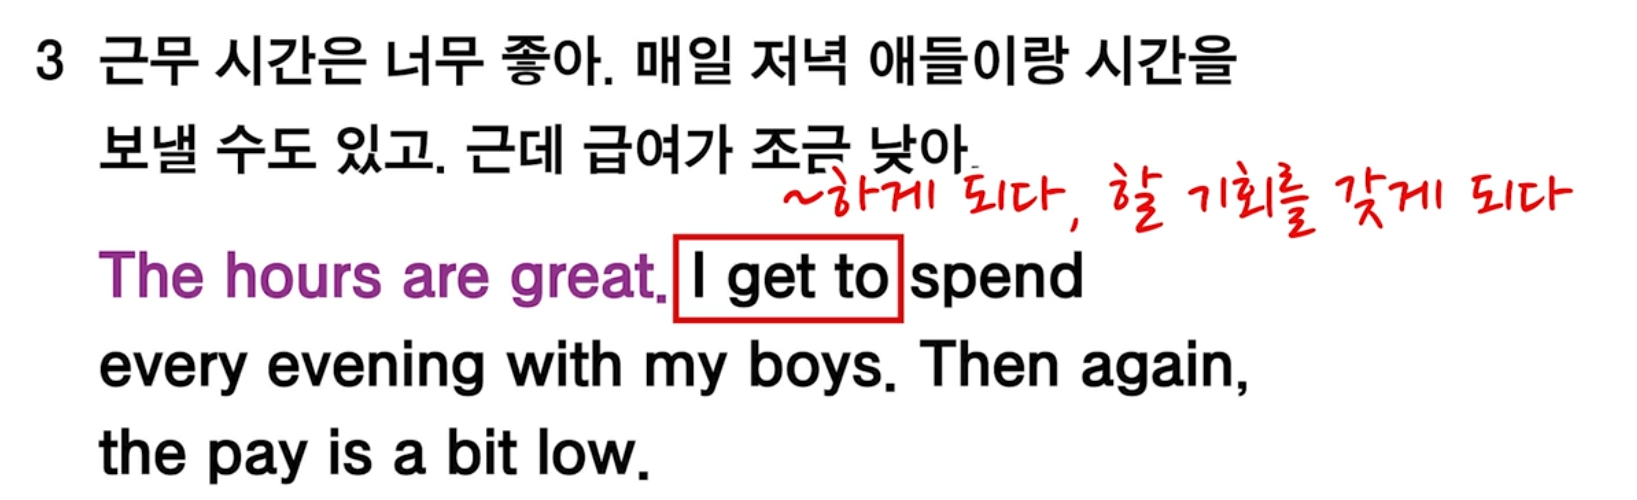 3 근무 시간은 너무 좋아. 매일 저녁 애들이랑 시간을
보낼 수도 있고. 근데 급여가 조금 낮아.
~하게 되다, 할 기회를 갖게 되다
The hours are great. I get to spend
every evening with my boys. Then again,
the pay is a bit low.